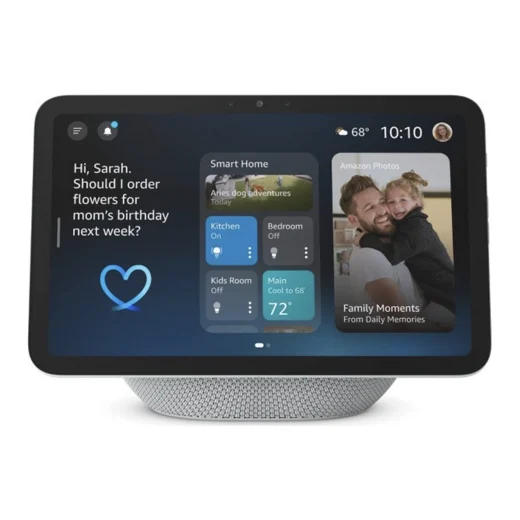 68° 10:10
Hi, Sarah.
Should I order
flowers for
mom's birthday
next week?
Smart Home
Aries dog adventures
Today
Kitchen
On
Bedroom
Off
Kids Room
Off
Main
Cool to 68°
72°
Amazon Photos
Family Moments
From Daily Memories